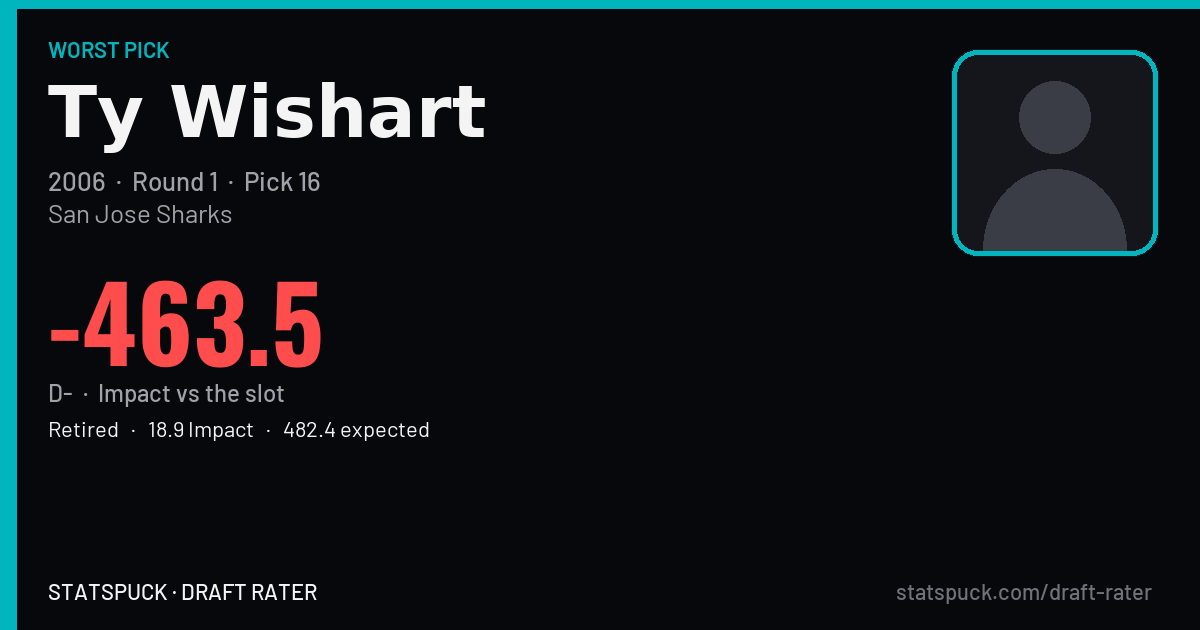 WORST PICK
Ty Wishart
2006 · Round 1 · Pick 16
San Jose Sharks
-463.5
D- · Impact vs the slot
Retired · 18.9 Impact · 482.4 expected
STATSPUCK · DRAFT RATER
statspuck.com/draft-rater